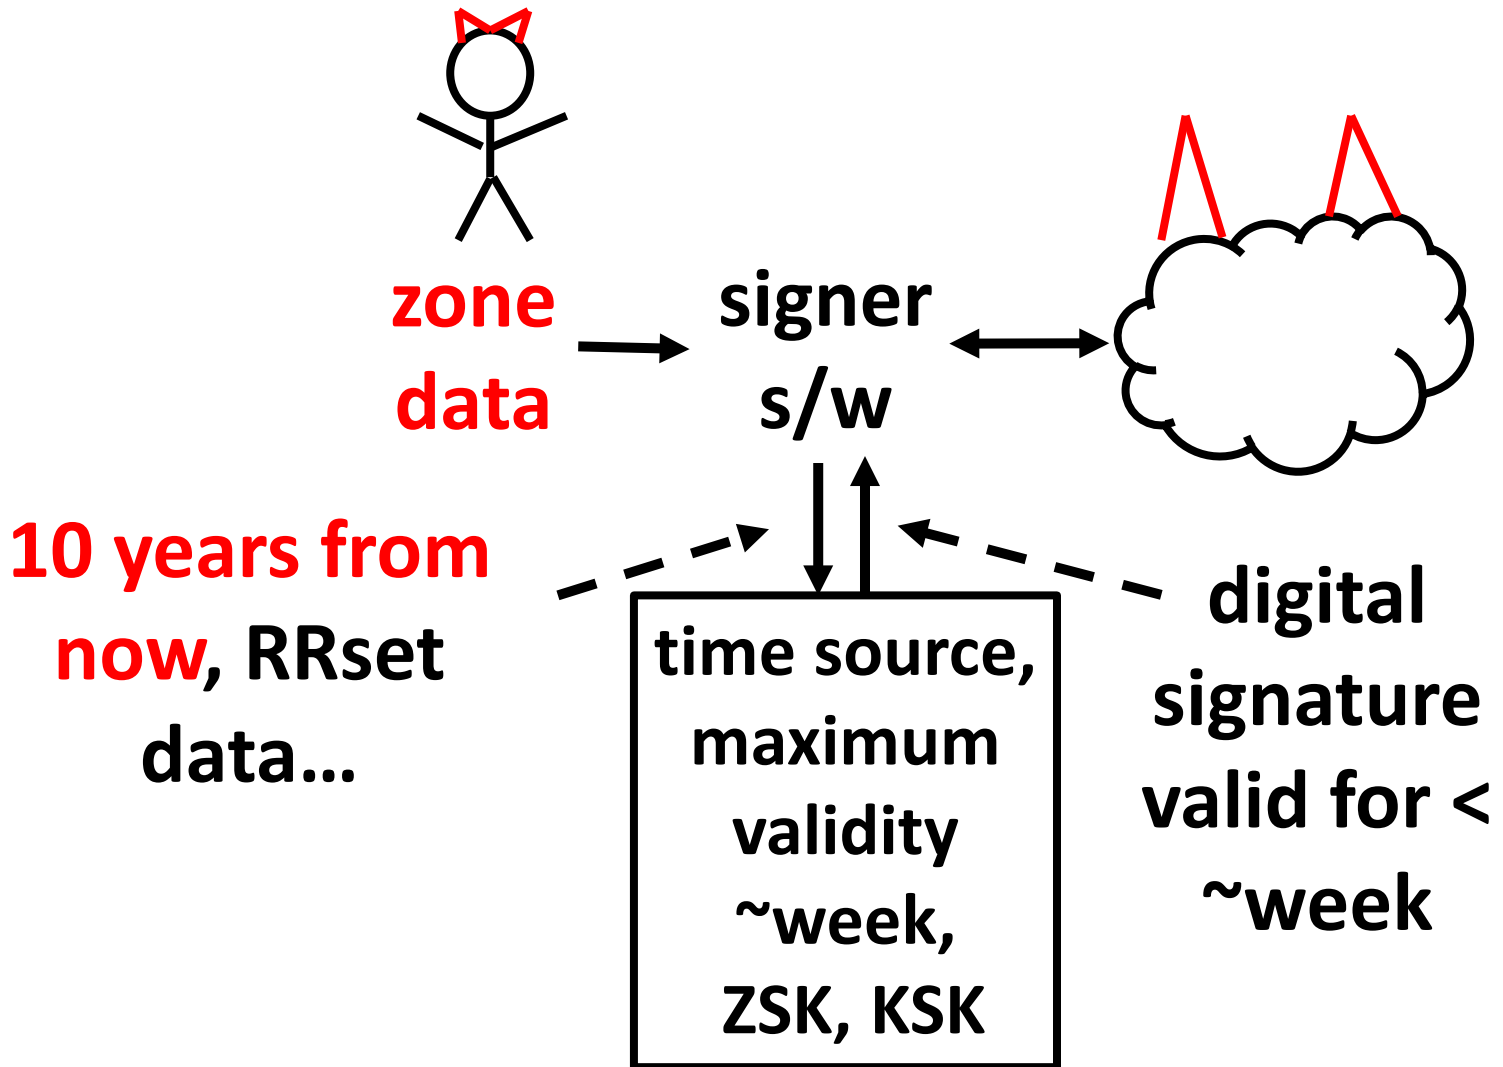 zone
data
signer
s/w
10 years from
now, RRset
data...
time source,
maximum
validity
~week,
ZSK, KSK
digital
signature
valid for <
~week